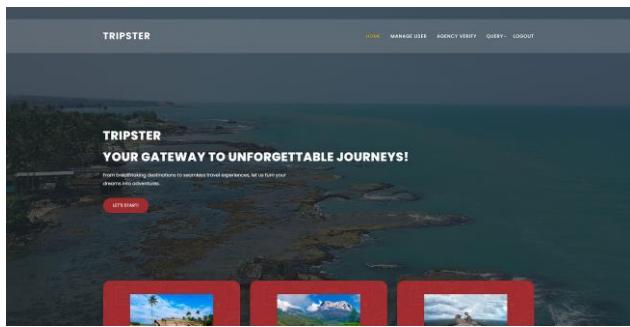 TRIPSTER
HOME MANAGE USER AGENCY VERIFY QUERY LOGOUT
TRIPSTER
YOUR GATEWAY TO UNFORGETTABLE JOURNEYS!
From breathtaking destinations to seamless travel experiences, let us turn your
dreams into adventures.
LET'S START!